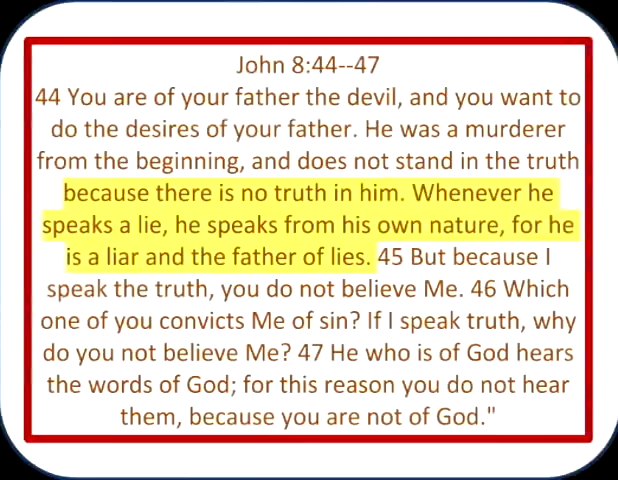 John 8:44--47
44 You are of your father the devil, and you want to
do the desires of your father. He was a murderer
from the beginning, and does not stand in the truth
because there is no truth in him. Whenever he
speaks a lie, he speaks from his own nature, for he
is a liar and the father of lies. 45 But because I
speak the truth, you do not believe Me. 46 Which
one of you convicts Me of sin? If I speak truth, why
do you not believe Me? 47 He who is of God hears
the words of God; for this reason you do not hear
them, because you are not of God."